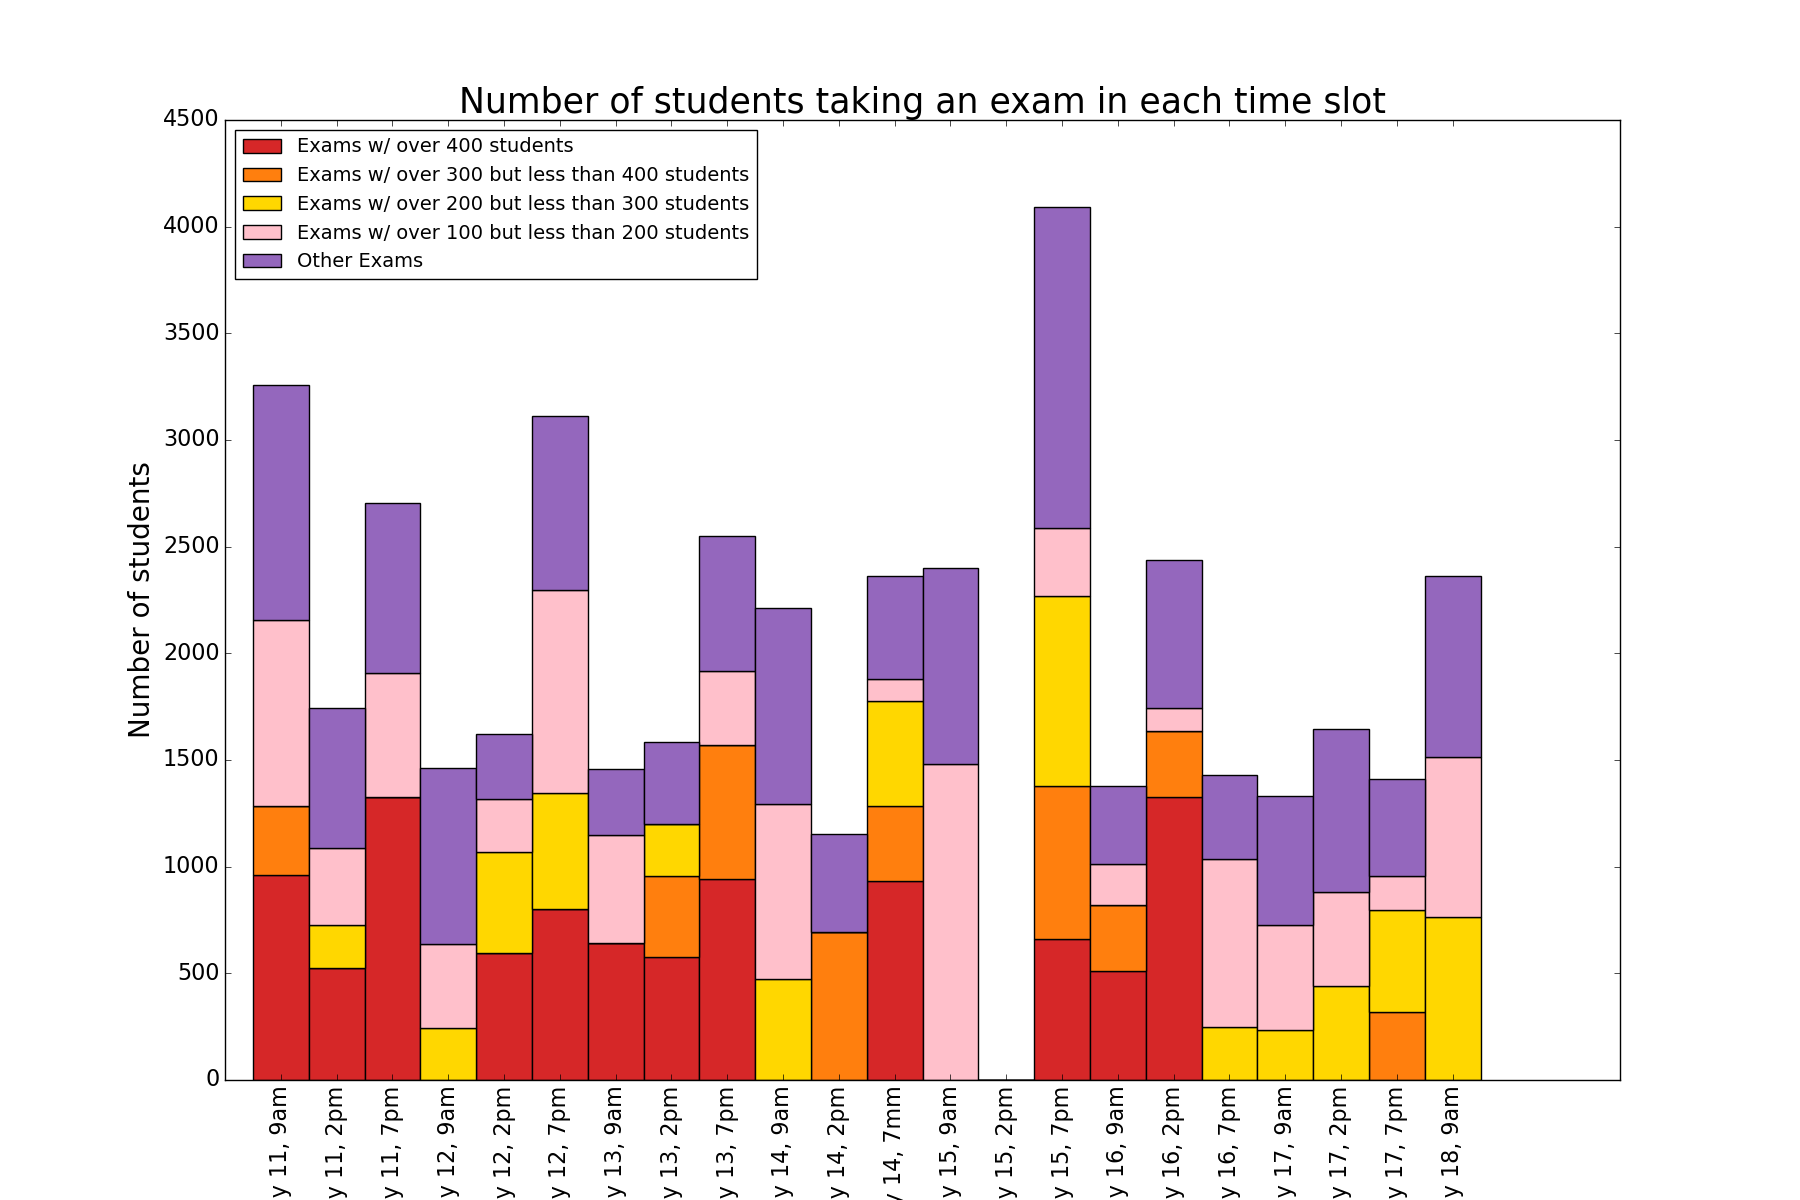 Number of students taking an exam in each time slot
4500
4000
3500
3000
2500
2000
1500
1000
500
0
Number of students
Exams w/ over 400 students
Exams w/ over 300 but less than 400 students
Exams w/ over 200 but less than 300 students
Exams w/ over 100 but less than 200 students
Other Exams
y 11, 9am
y 11, 2pm
y 11, 7pm
y 12, 9am
y 12, 2pm
y 12, 7pm
y 13, 9am
y 13, 2pm
y 13, 7pm
y 14, 9am
y 14, 2pm
y 14, 7mm
y 15, 9am
y 15, 2pm
y 15, 7pm
y 16, 9am
y 16, 2pm
y 16, 7pm
y 17, 9am
y 17, 2pm
y 17, 7pm
y 18, 9am